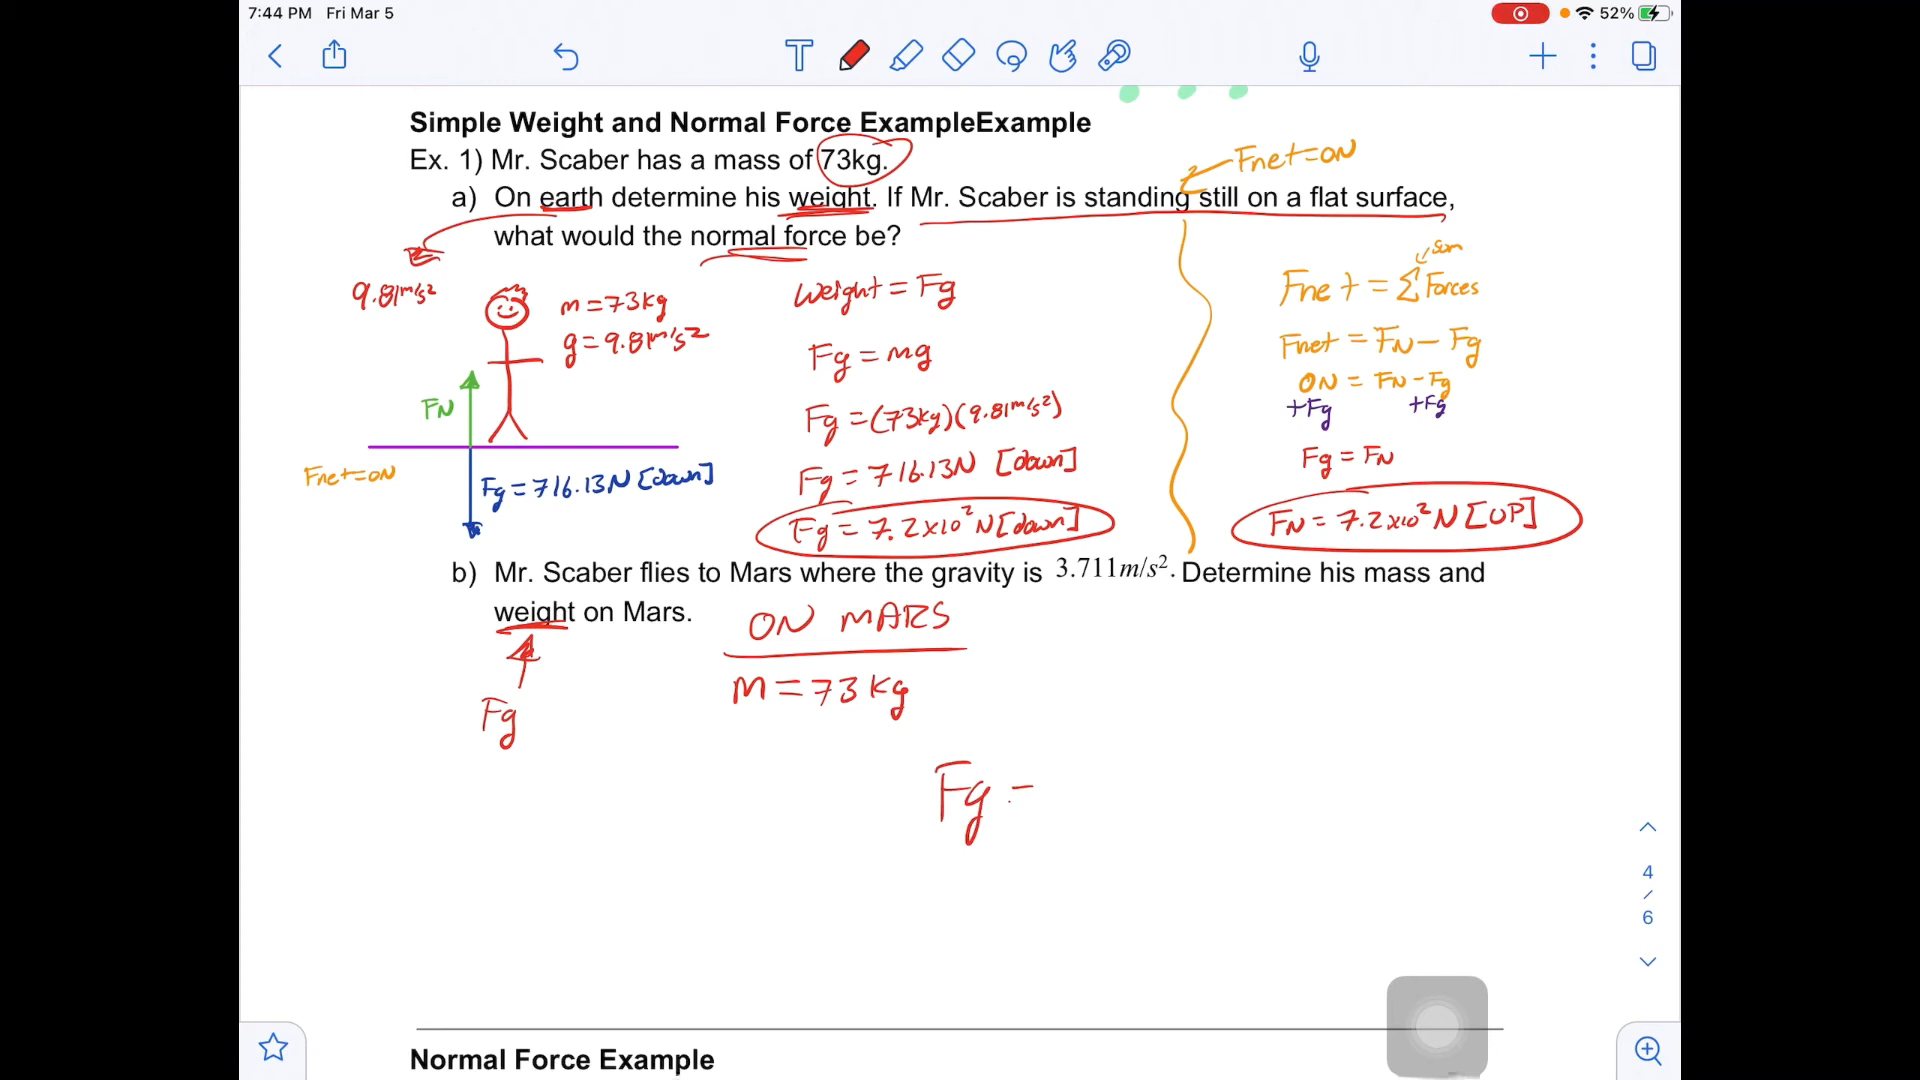 7:44 PM Fri Mar 5
52%
Simple Weight and Normal Force ExampleExample
Ex. 1) Mr. Scaber has a mass of 73kg.
Fnet=0N
a) On earth determine his weight. If Mr. Scaber is standing still on a flat surface,
what would the normal force be?
9.81m/s²
m=73kg
g=9.81m/s²
FN
Fnet=0N
Fg=716.13N [down]
Weight = Fg
Fg = mg
Fg =(73kg)(9.81m/s²)
Fg = 716.13N [down]
Fg = 7.2x10² N [down]
sum
Fnet = Σ Forces
Fnet = FN - Fg
0N = FN - Fg
+Fg +Fg
Fg = FN
FN = 7.2x10² N [UP]
b) Mr. Scaber flies to Mars where the gravity is 3.711m/s². Determine his mass and
weight on Mars.
Fg
ON MARS
m = 73 kg
Fg =
4
/
6
Normal Force Example